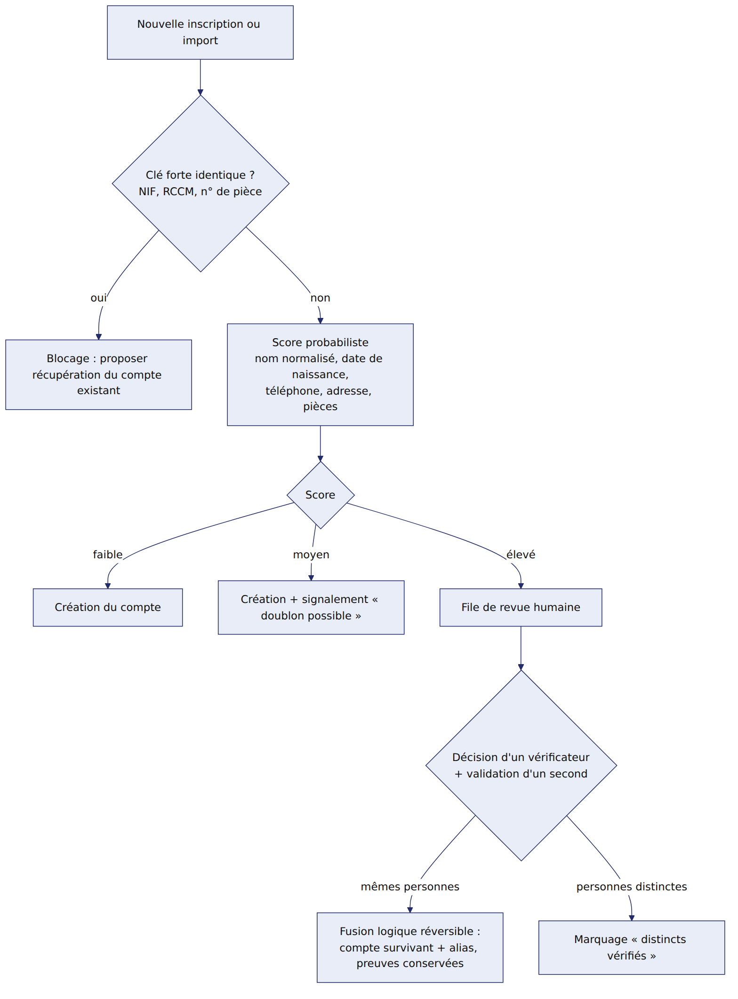 Nouvelle inscription ou
import
Clé forte identique ?
NIF, RCCM, n° de pièce
oui
non
Blocage : proposer
récupération du compte
existant
Score probabiliste
nom normalisé, date de
naissance,
téléphone, adresse,
pièces
Score
faible
moyen
élevé
Création du compte
Création + signalement «
doublon possible »
File de revue humaine
Décision d'un vérificateur
+ validation d'un second
mêmes personnes
personnes distinctes
Fusion logique réversible :
compte survivant + alias,
preuves conservées
Marquage « distincts
vérifiés »